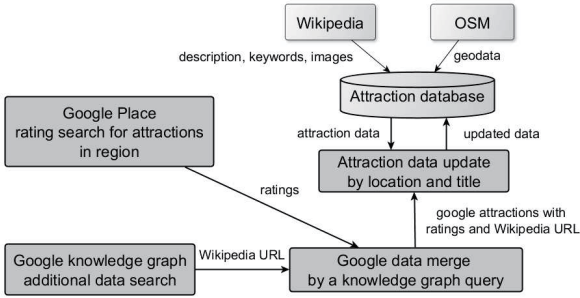 Wikipedia
OSM
description, keywords, images
geodata
Attraction database
Google Place
rating search for attractions
in region
attraction data
updated data
Attraction data update
by location and title
ratings
google attractions with
ratings and Wikipedia URL
Google knowledge graph
additional data search
Wikipedia URL
Google data merge
by a knowledge graph query